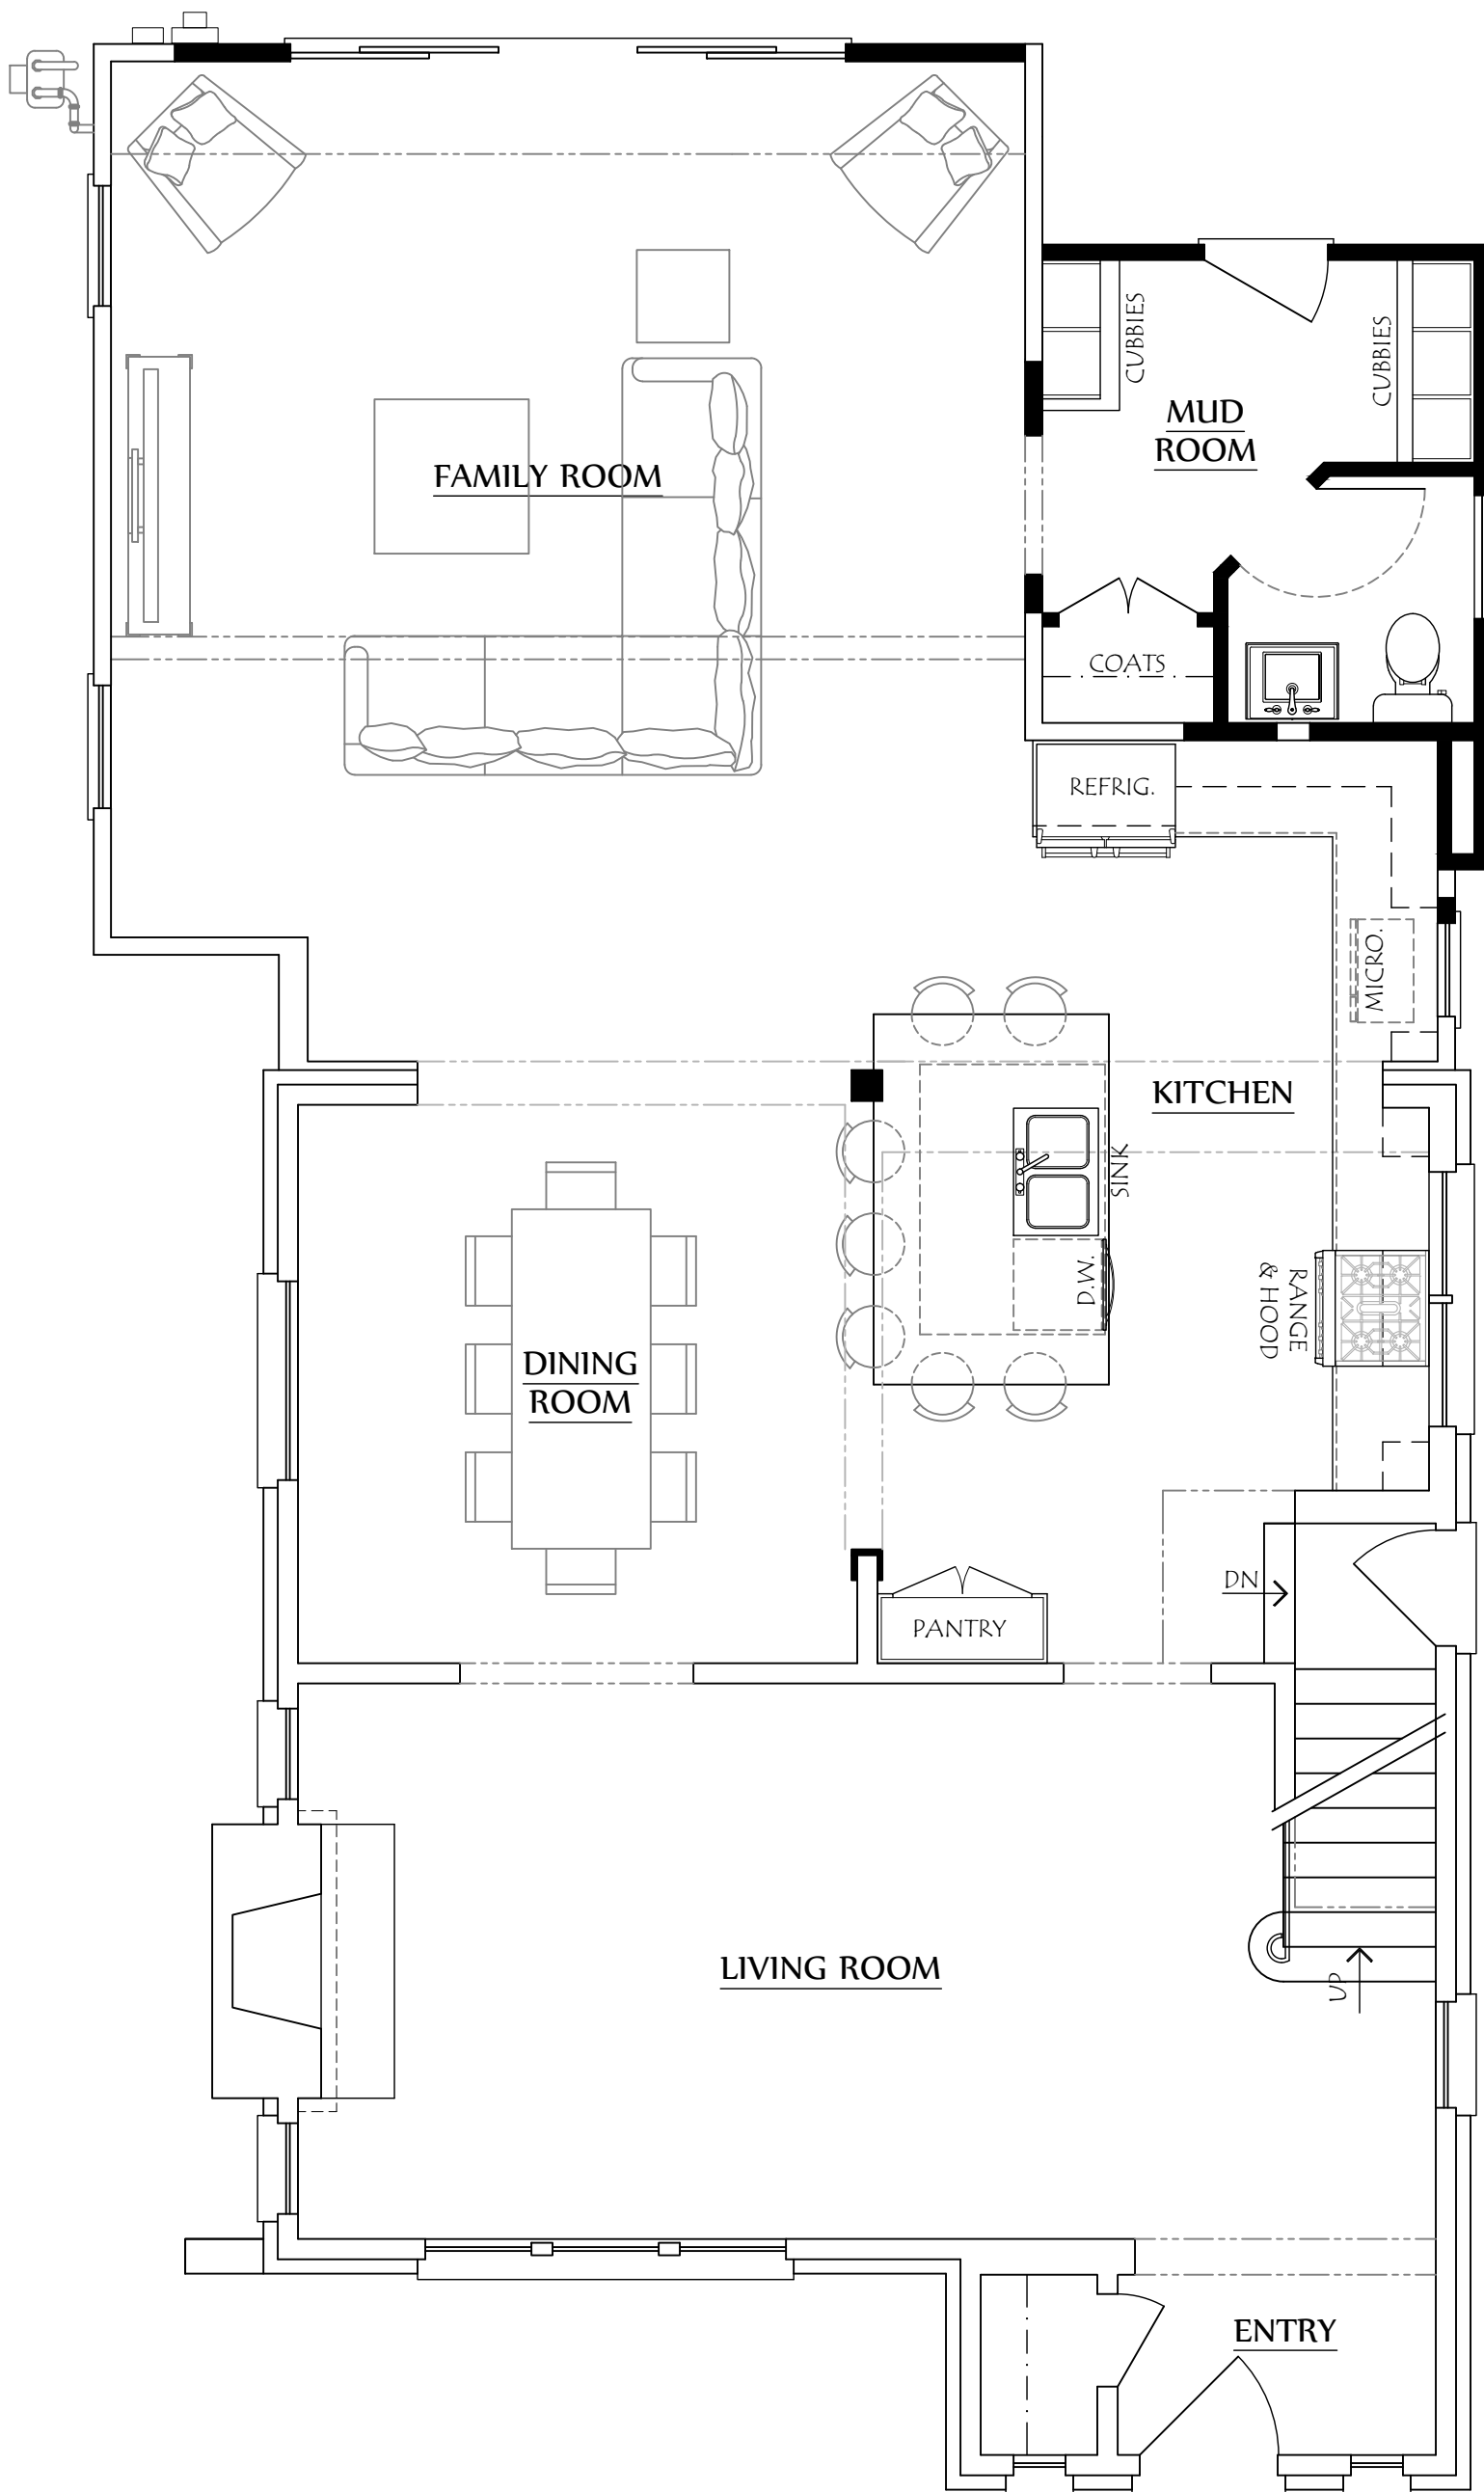 CUBBIES
CUBBIES
MUD
ROOM
FAMILY ROOM
COATS
REFRIG.
MICRO.
KITCHEN
SINK
D.W.
RANGE
& HOOD
DINING
ROOM
DN
PANTRY
LIVING ROOM
UP
ENTRY